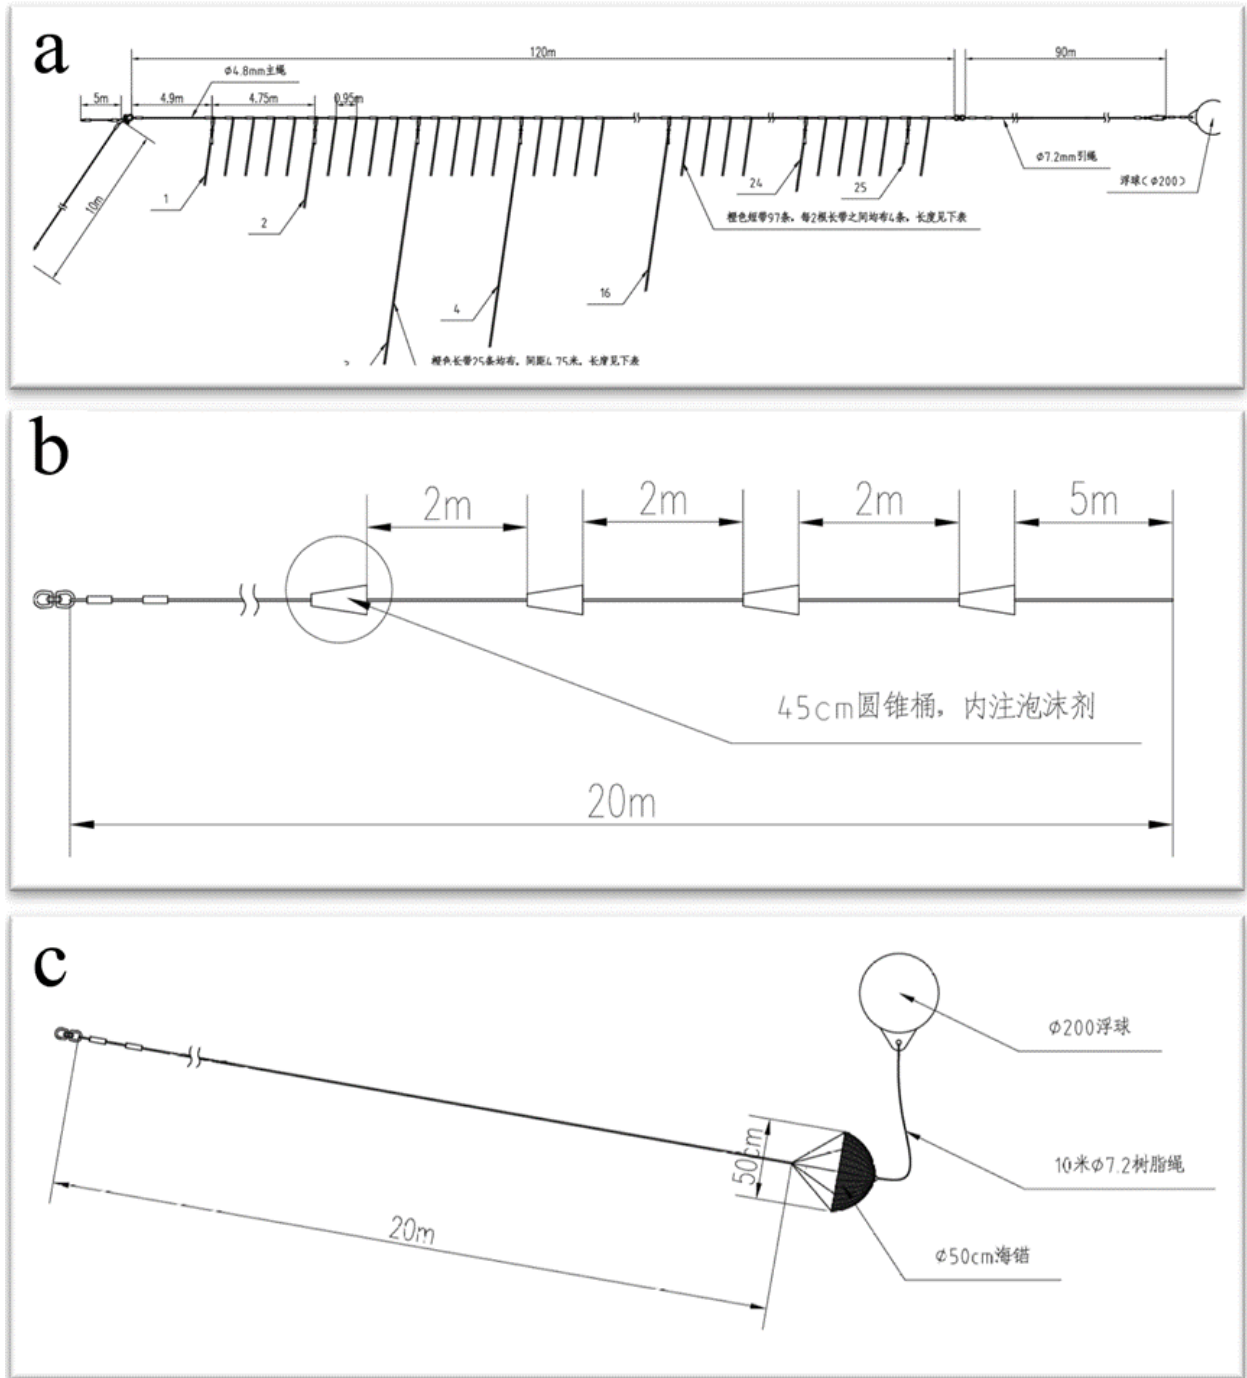 a
120m
90m
Φ4.8mm主绳
5m
4.9m
4.75m
0.95m
10m
1
2
4
16
24
25
Φ7.2mm引绳
浮球(Φ200)
橙色短带97条，每2根长带之间均布4条，长度见下表
橙色长带25条均布，间距4.75米，长度见下表
b
2m
2m
2m
5m
45cm圆锥桶，内注泡沫剂
20m
c
Φ200浮球
50cm
10米Φ7.2树脂绳
20m
Φ50cm海锚